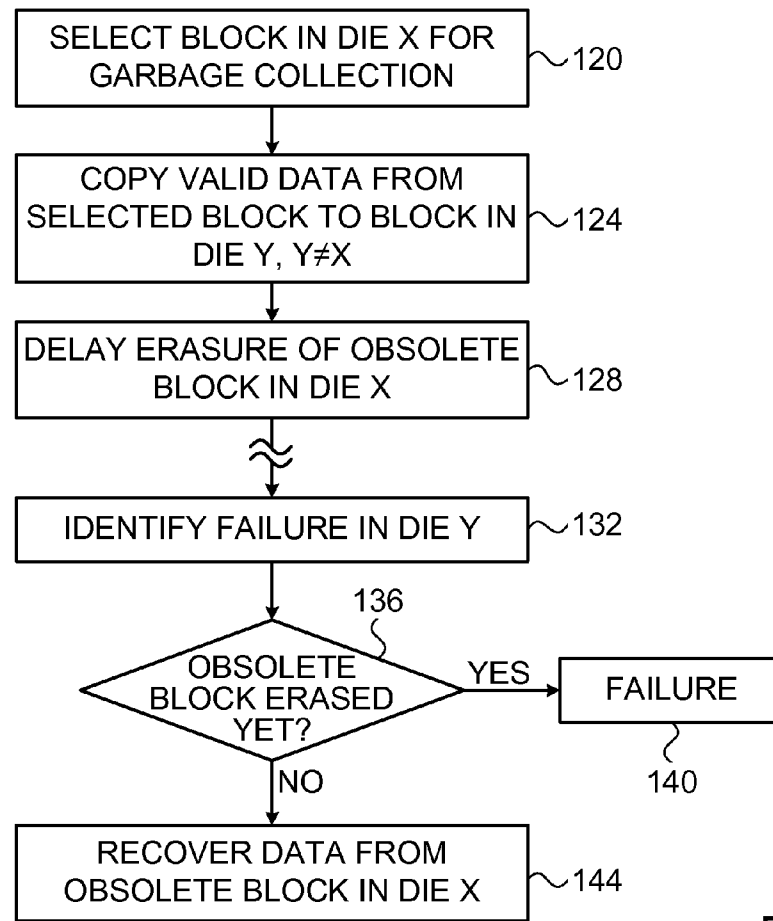 SELECT BLOCK IN DIE X FOR
GARBAGE COLLECTION
120
COPY VALID DATA FROM
SELECTED BLOCK TO BLOCK IN
DIE Y, Y≠X
124
DELAY ERASURE OF OBSOLETE
BLOCK IN DIE X
128
IDENTIFY FAILURE IN DIE Y
132
136
OBSOLETE
BLOCK ERASED
YET?
YES
FAILURE
140
NO
RECOVER DATA FROM
OBSOLETE BLOCK IN DIE X
144